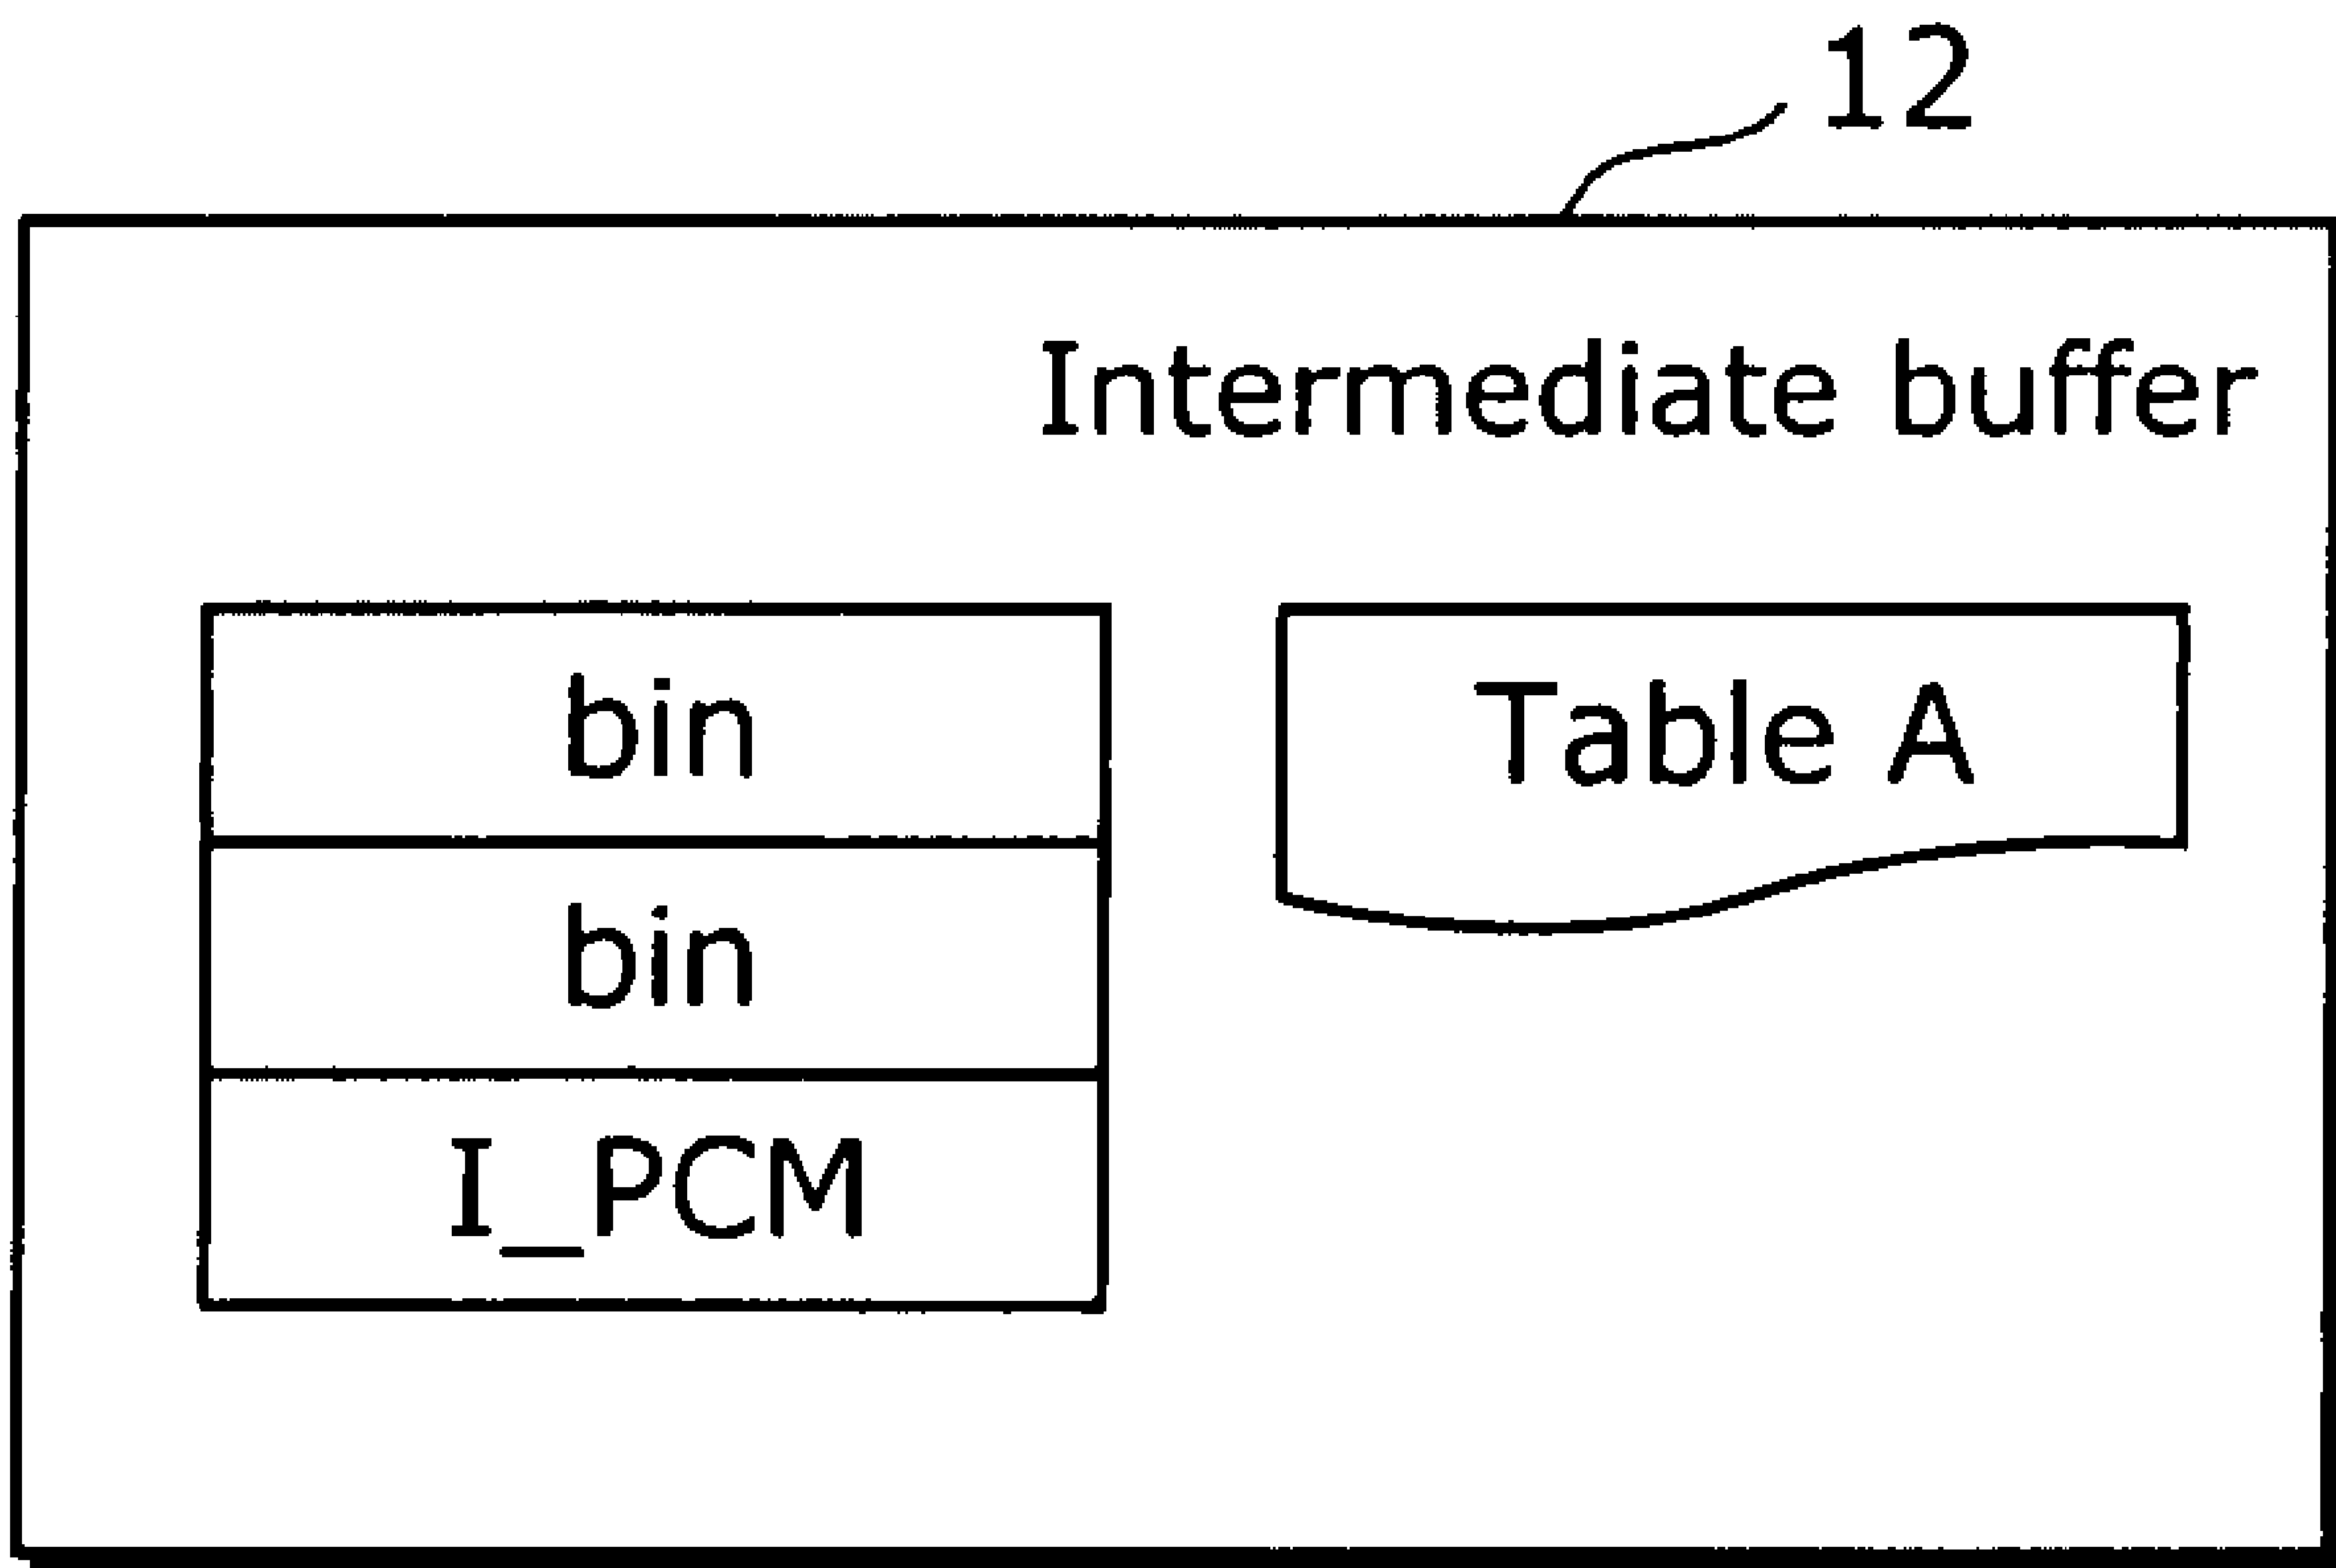 12
Intermediate buffer
bin
Table A
bin
I_PCM